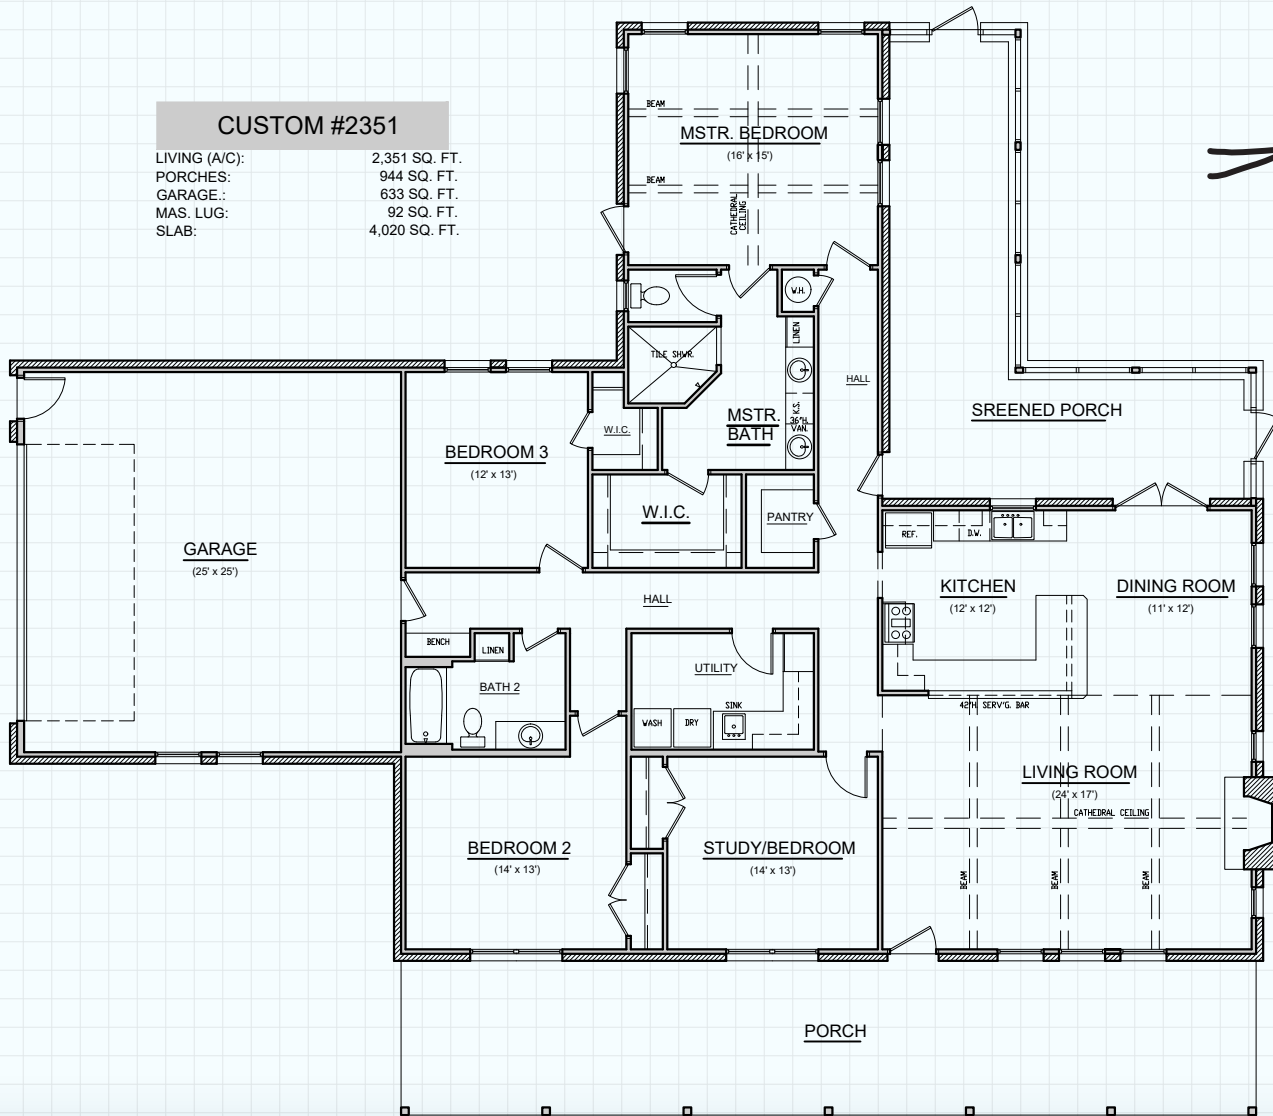 CUSTOM #2351
LIVING (A/C): 2,351 SQ. FT.
PORCHES: 944 SQ. FT.
GARAGE.: 633 SQ. FT.
MAS. LUG: 92 SQ. FT.
SLAB: 4,020 SQ. FT.
BEAM
MSTR. BEDROOM
(16' x 15')
BEAM
CATHEDRAL
CEILING
W.H.
LINEN
TILE SHWR.
HALL
K.S.
36"H.
VAN.
MSTR.
BATH
SREENED PORCH
W.I.C.
BEDROOM 3
(12' x 13')
W.I.C.
PANTRY
REF.
D.W.
GARAGE
(25' x 25')
KITCHEN
(12' x 12')
DINING ROOM
(11' x 12')
HALL
BENCH
LINEN
BATH 2
UTILITY
SINK
WASH
DRY
42"H. SERV'G. BAR
LIVING ROOM
(24' x 17')
CATHEDRAL CEILING
BEDROOM 2
(14' x 13')
STUDY/BEDROOM
(14' x 13')
BEAM
BEAM
BEAM
PORCH